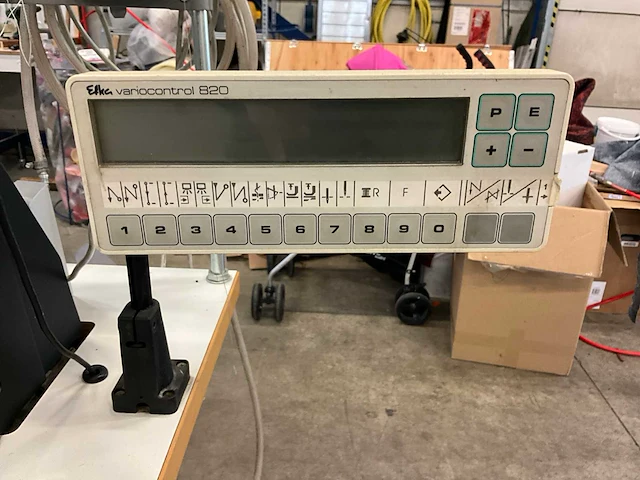 Efka variocontrol 820
P E
+ -
R F
1 2 3 4 5 6 7 8 9 0